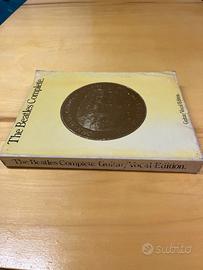 The Beatles Complete.
Guitar/Vocal Edition.
The Beatles Complete Guitar/Vocal Edition.
subito